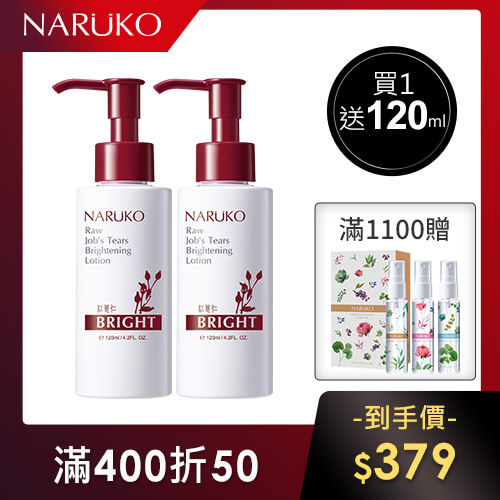 NARUKO
買1
送120ml
NARUKO
Raw
Job's Tears
Brightening
Lotion
紅薏仁
BRIGHT
℮ 120ml/4.2FL. OZ.
NARUKO
Raw
Job's Tears
Brightening
Lotion
紅薏仁
BRIGHT
℮ 120ml/4.2FL. OZ.
滿1100贈
NARUKO
滿400折50
-到手價-
$379